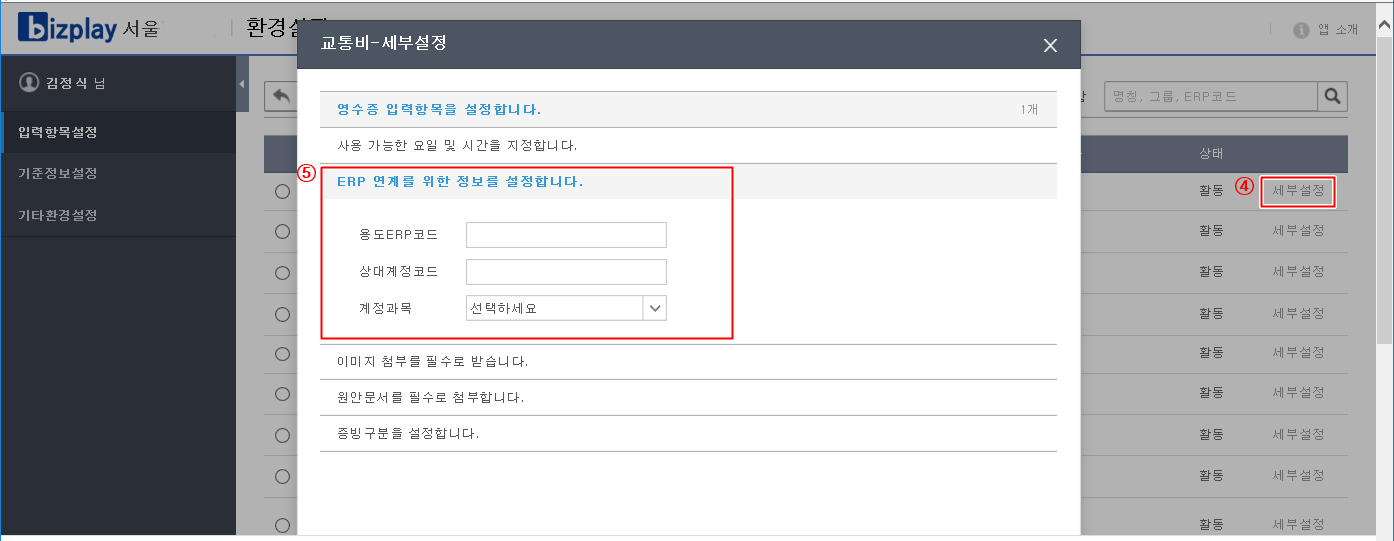 bizplay 서울
환경설
앱 소개
교통비-세부설정
김정식 님
입력항목설정
기준정보설정
기타환경설정
영수증 입력항목을 설정합니다. 1개
사용 가능한 요일 및 시간을 지정합니다.
⑤
ERP 연계를 위한 정보를 설정합니다.
용도ERP코드
상대계정코드
계정과목 선택하세요
이미지 첨부를 필수로 받습니다.
원안문서를 필수로 첨부합니다.
증빙구분을 설정합니다.
명칭, 그룹, ERP코드
상태
활동 ④ 세부설정
활동 세부설정
활동 세부설정
활동 세부설정
활동 세부설정
활동 세부설정
활동 세부설정
활동 세부설정
활동 세부설정